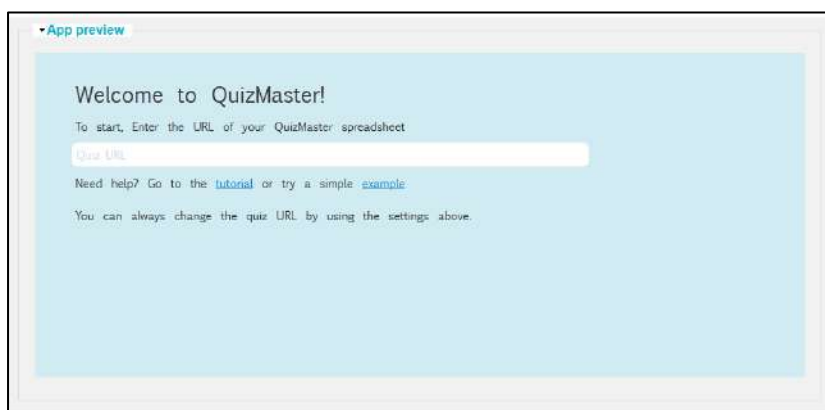 App preview
Welcome to QuizMaster!
To start, Enter the URL of your QuizMaster spreadsheet
Quiz URL
Need help? Go to the tutorial or try a simple example
You can always change the quiz URL by using the settings above.